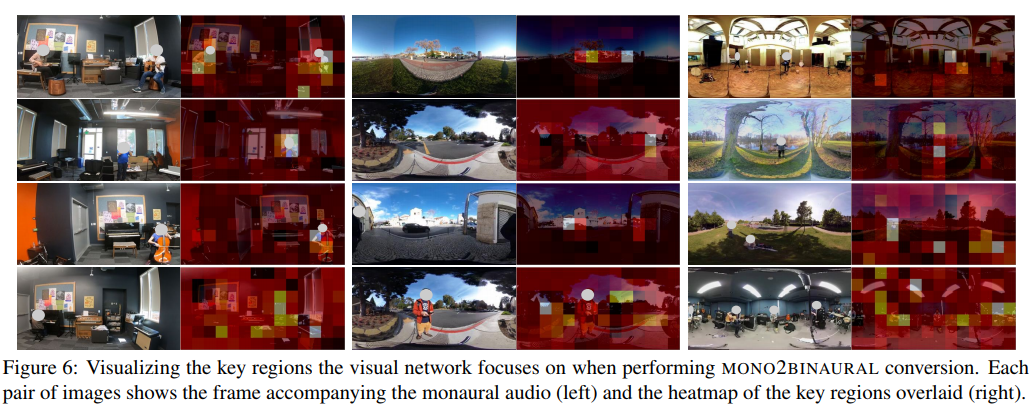 Figure 6: Visualizing the key regions the visual network focuses on when performing MONO2BINAURAL conversion. Each
pair of images shows the frame accompanying the monaural audio (left) and the heatmap of the key regions overlaid (right).